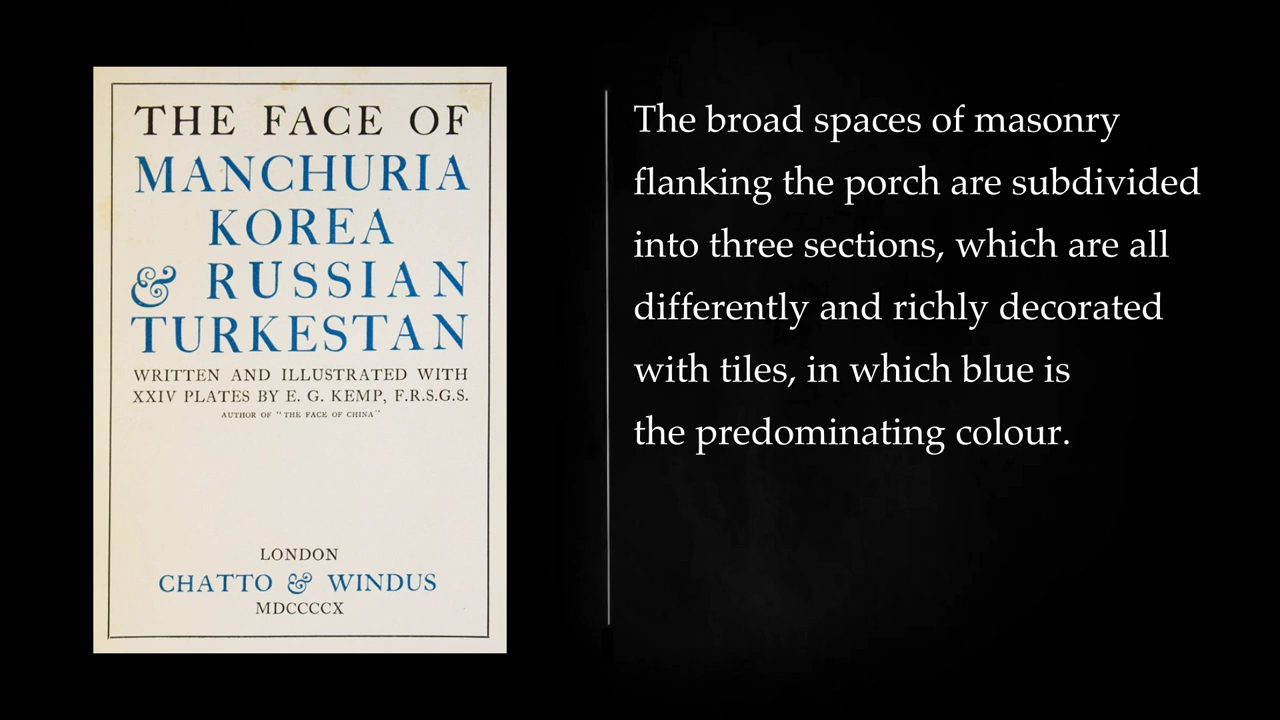 THE FACE OF
MANCHURIA
KOREA
& RUSSIAN
TURKESTAN
WRITTEN AND ILLUSTRATED WITH
XXIV PLATES BY E. G. KEMP, F.R.S.G.S.
AUTHOR OF "THE FACE OF CHINA"
LONDON
CHATTO & WINDUS
MDCCCCX
The broad spaces of masonry
flanking the porch are subdivided
into three sections, which are all
differently and richly decorated
with tiles, in which blue is
the predominating colour.